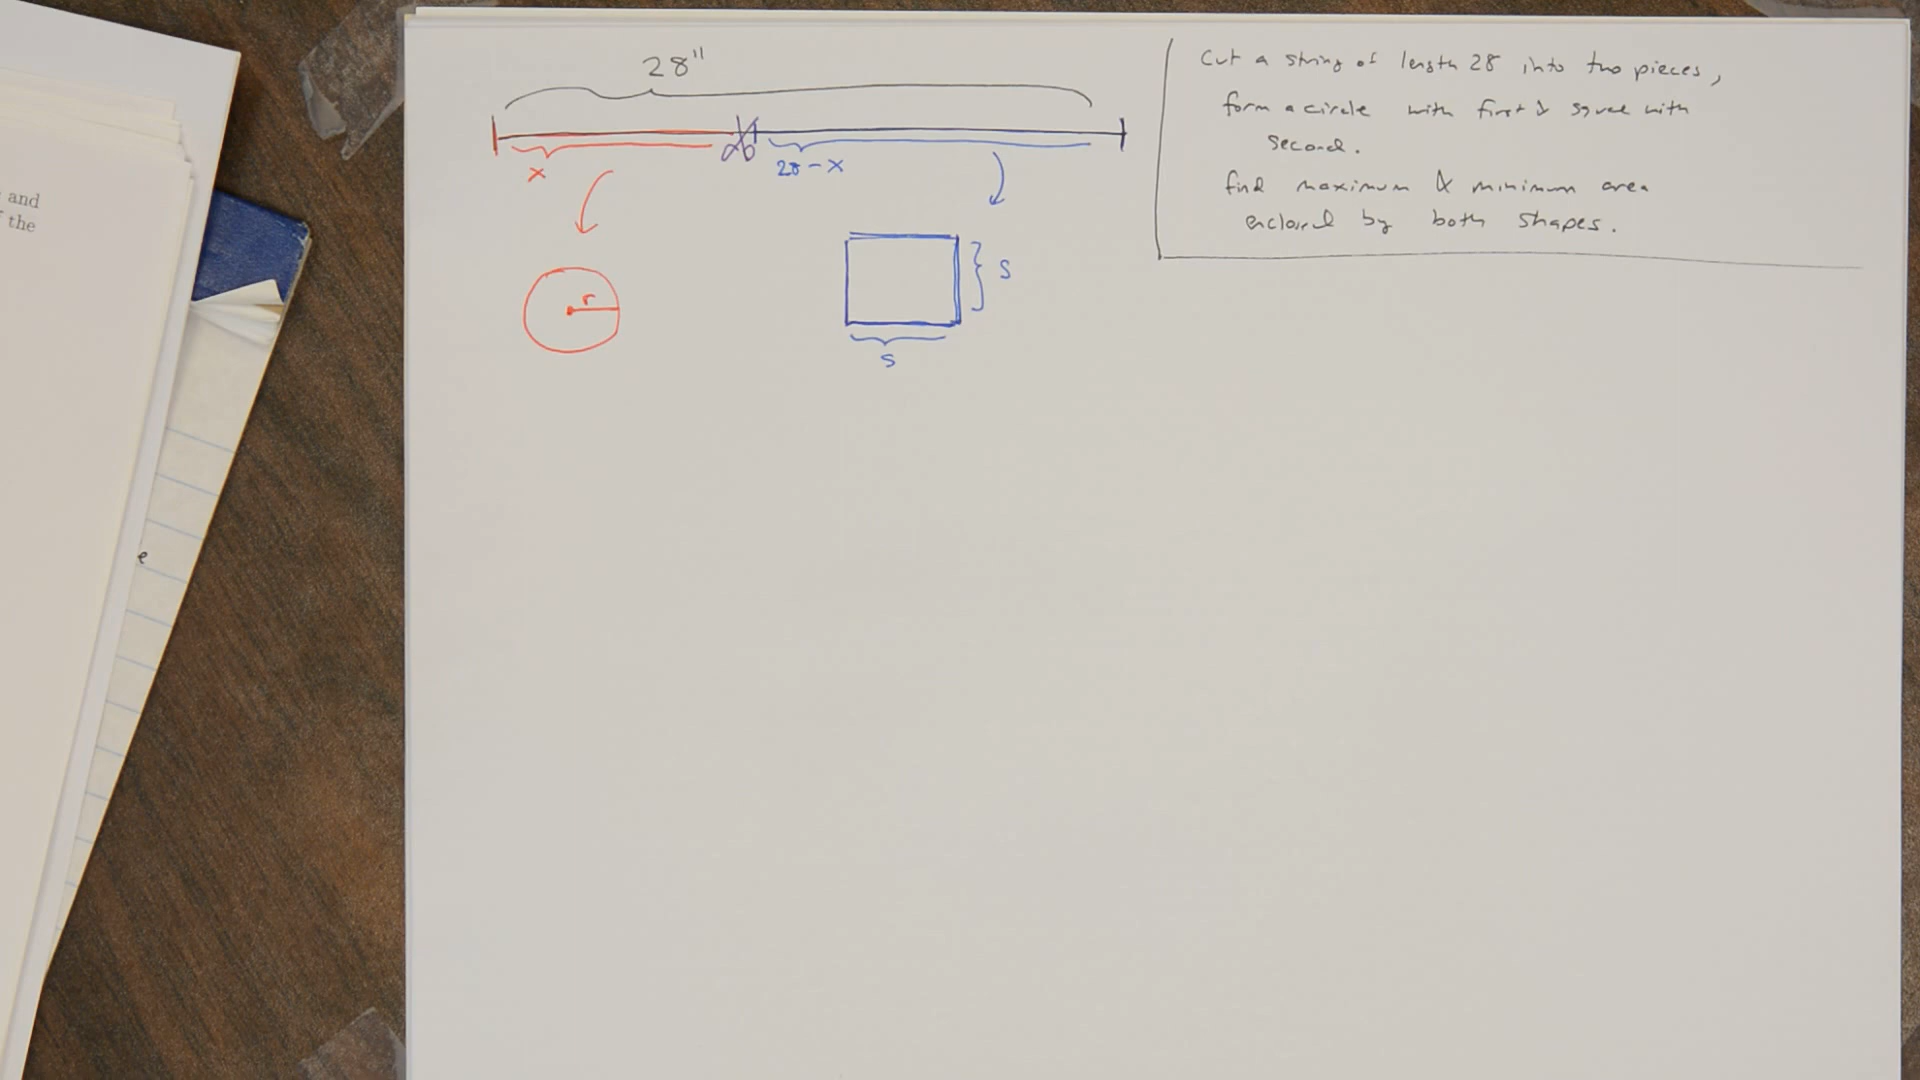 and
the
e
28"
x
28-x
r
s
s
Cut a string of length 28 into two pieces,
form a circle with first & square with
second.
find maximum & minimum area
enclosed by both shapes.